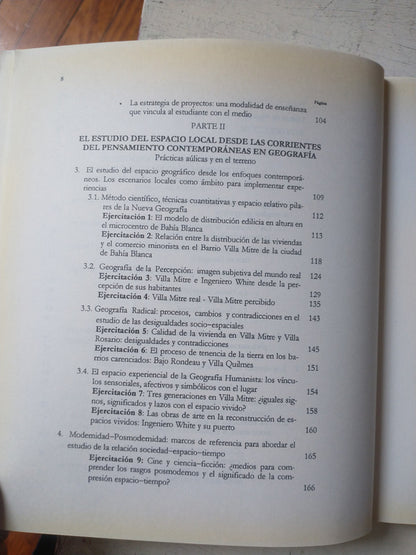 8
Página
• La estrategia de proyectos: una modalidad de enseñanza
que vincula al estudiante con el medio 104
PARTE II
EL ESTUDIO DEL ESPACIO LOCAL DESDE LAS CORRIENTES
DEL PENSAMIENTO CONTEMPORÁNEAS EN GEOGRAFÍA
Prácticas aúlicas y en el terreno
3. El estudio del espacio geográfico desde los enfoques contemporá-
neos. Los escenarios locales como ámbito para implementar expe-
riencias 109
3.1. Método científico, técnicas cuantitativas y espacio relativo pila-
res de la Nueva Geografía 112
Ejercitación 1: El modelo de distribución edilicia en altura en
el microcentro de Bahía Blanca 113
Ejercitación 2: Relación entre la distribución de las viviendas
y el comercio minorista en el Barrio Villa Mitre de la ciudad
de Bahía Blanca 118
3.2. Geografía de la Percepción: imagen subjetiva del mundo real 124
Ejercitación 3: Villa Mitre e Ingeniero White desde la per-
cepción de sus habitantes 129
Ejercitación 4: Villa Mitre real - Villa Mitre percibido 135
3.3. Geografía Radical: procesos, cambios y contradicciones en el
estudio de las desigualdades socio-espaciales 143
Ejercitación 5: Calidad de la vivienda en Villa Mitre y Villa
Rosario: desigualdades y contradicciones 145
Ejercitación 6: El proceso de tenencia de la tierra en los ba-
rrios carenciados: Bajo Rondeau y Villa Quilmes 151
3.4. El espacio experiencial de la Geografía Humanista: los víncu-
los sensoriales, afectivos y simbólicos con el lugar 154
Ejercitación 7: Tres generaciones en Villa Mitre: ¿iguales sig-
nos, significados y lazos con el espacio vivido? 158
Ejercitación 8: Las obras de arte en la reconstrucción de es-
pacios vividos: Ingeniero White y su puerto 160
4. Modernidad-Posmodernidad: marcos de referencia para abordar el
estudio de la relación sociedad-espacio-tiempo 165
Ejercitación 9: Cine y ciencia-ficción: ¿medios para com-
prender los rasgos posmodernos y el significado de la com-
presión espacio-tiempo? 166